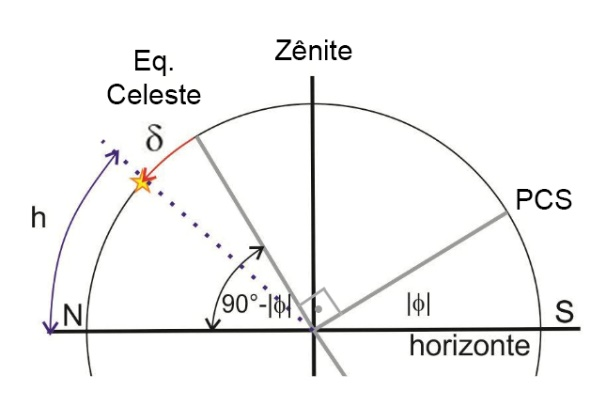 Zênite
Eq.
Celeste
δ
PCS
h
90°-|ϕ|
|ϕ|
N
S
horizonte